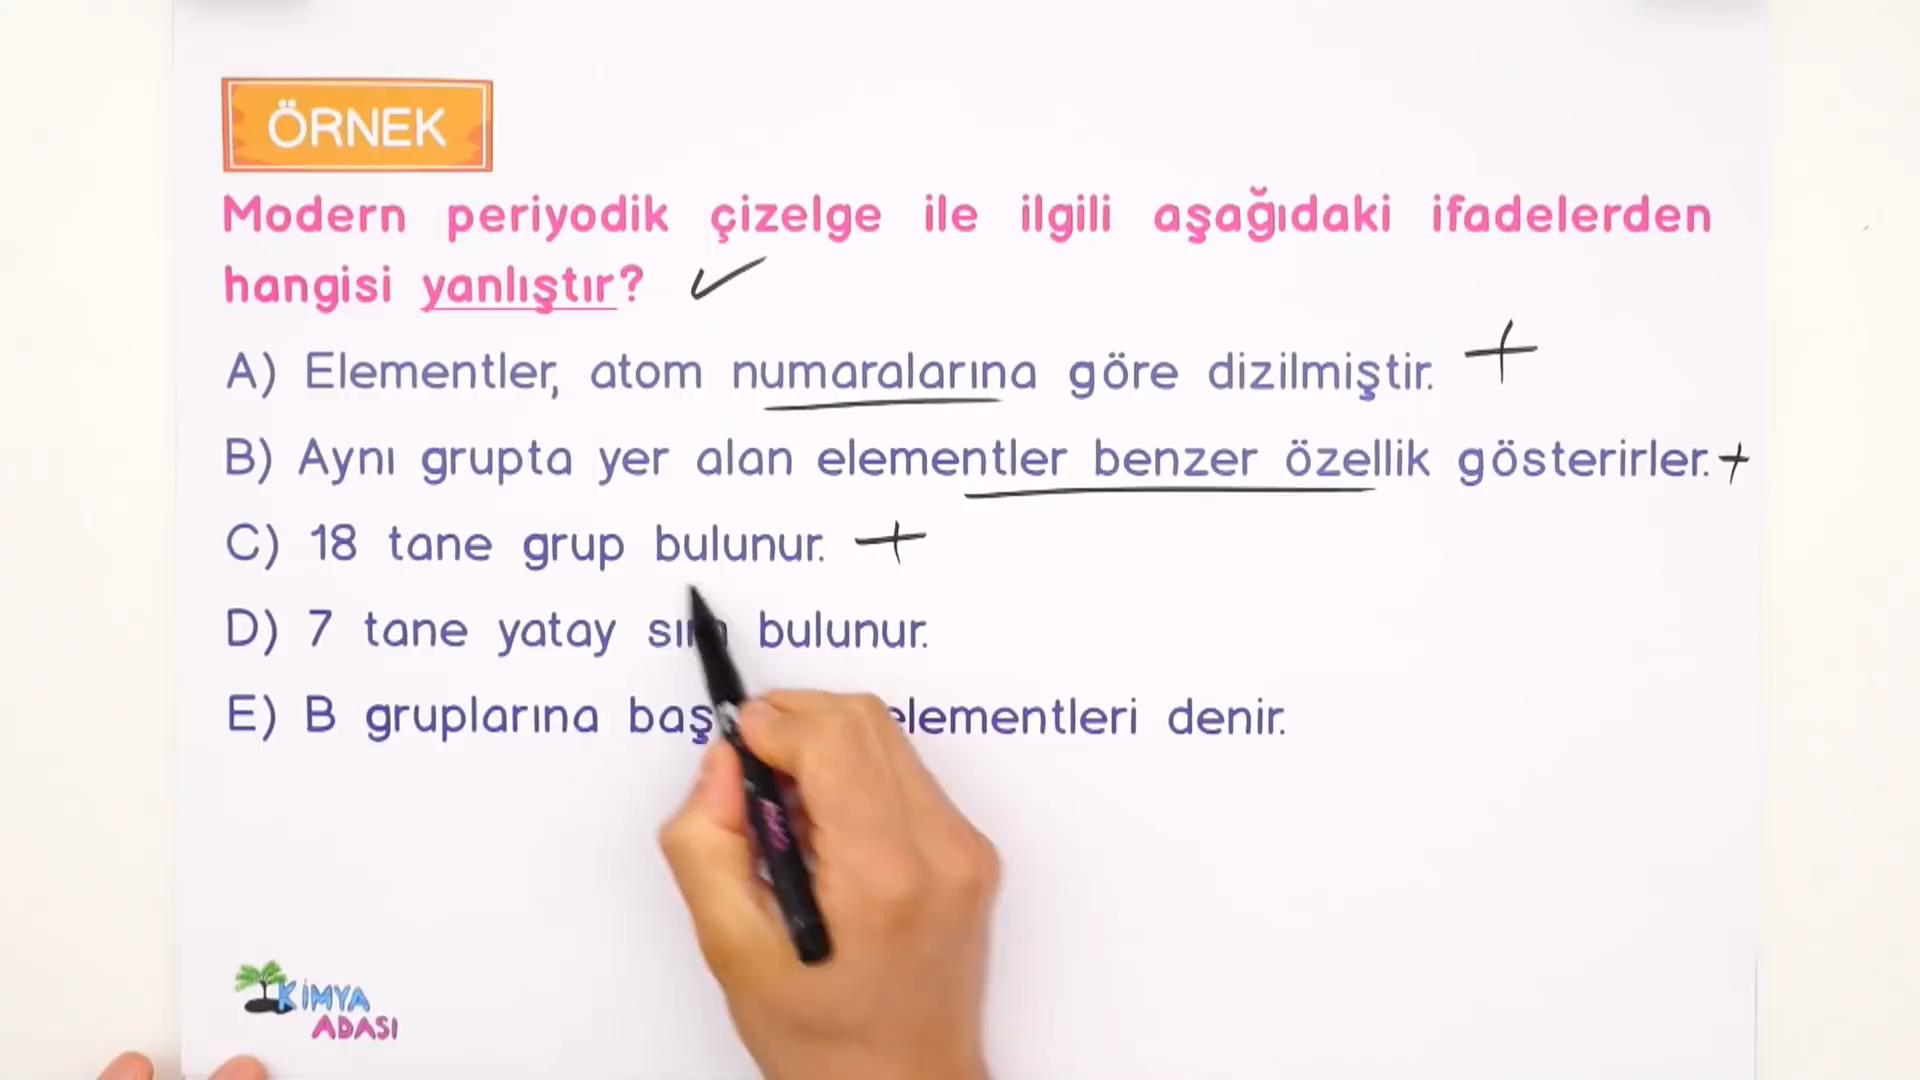 ÖRNEK
Modern periyodik çizelge ile ilgili aşağıdaki ifadelerden
hangisi yanlıştır?
A) Elementler, atom numaralarına göre dizilmiştir. +
B) Aynı grupta yer alan elementler benzer özellik gösterirler. +
C) 18 tane grup bulunur. +
D) 7 tane yatay bulunur.
E) B gruplarına elementleri denir.
KİMYA
ADASI